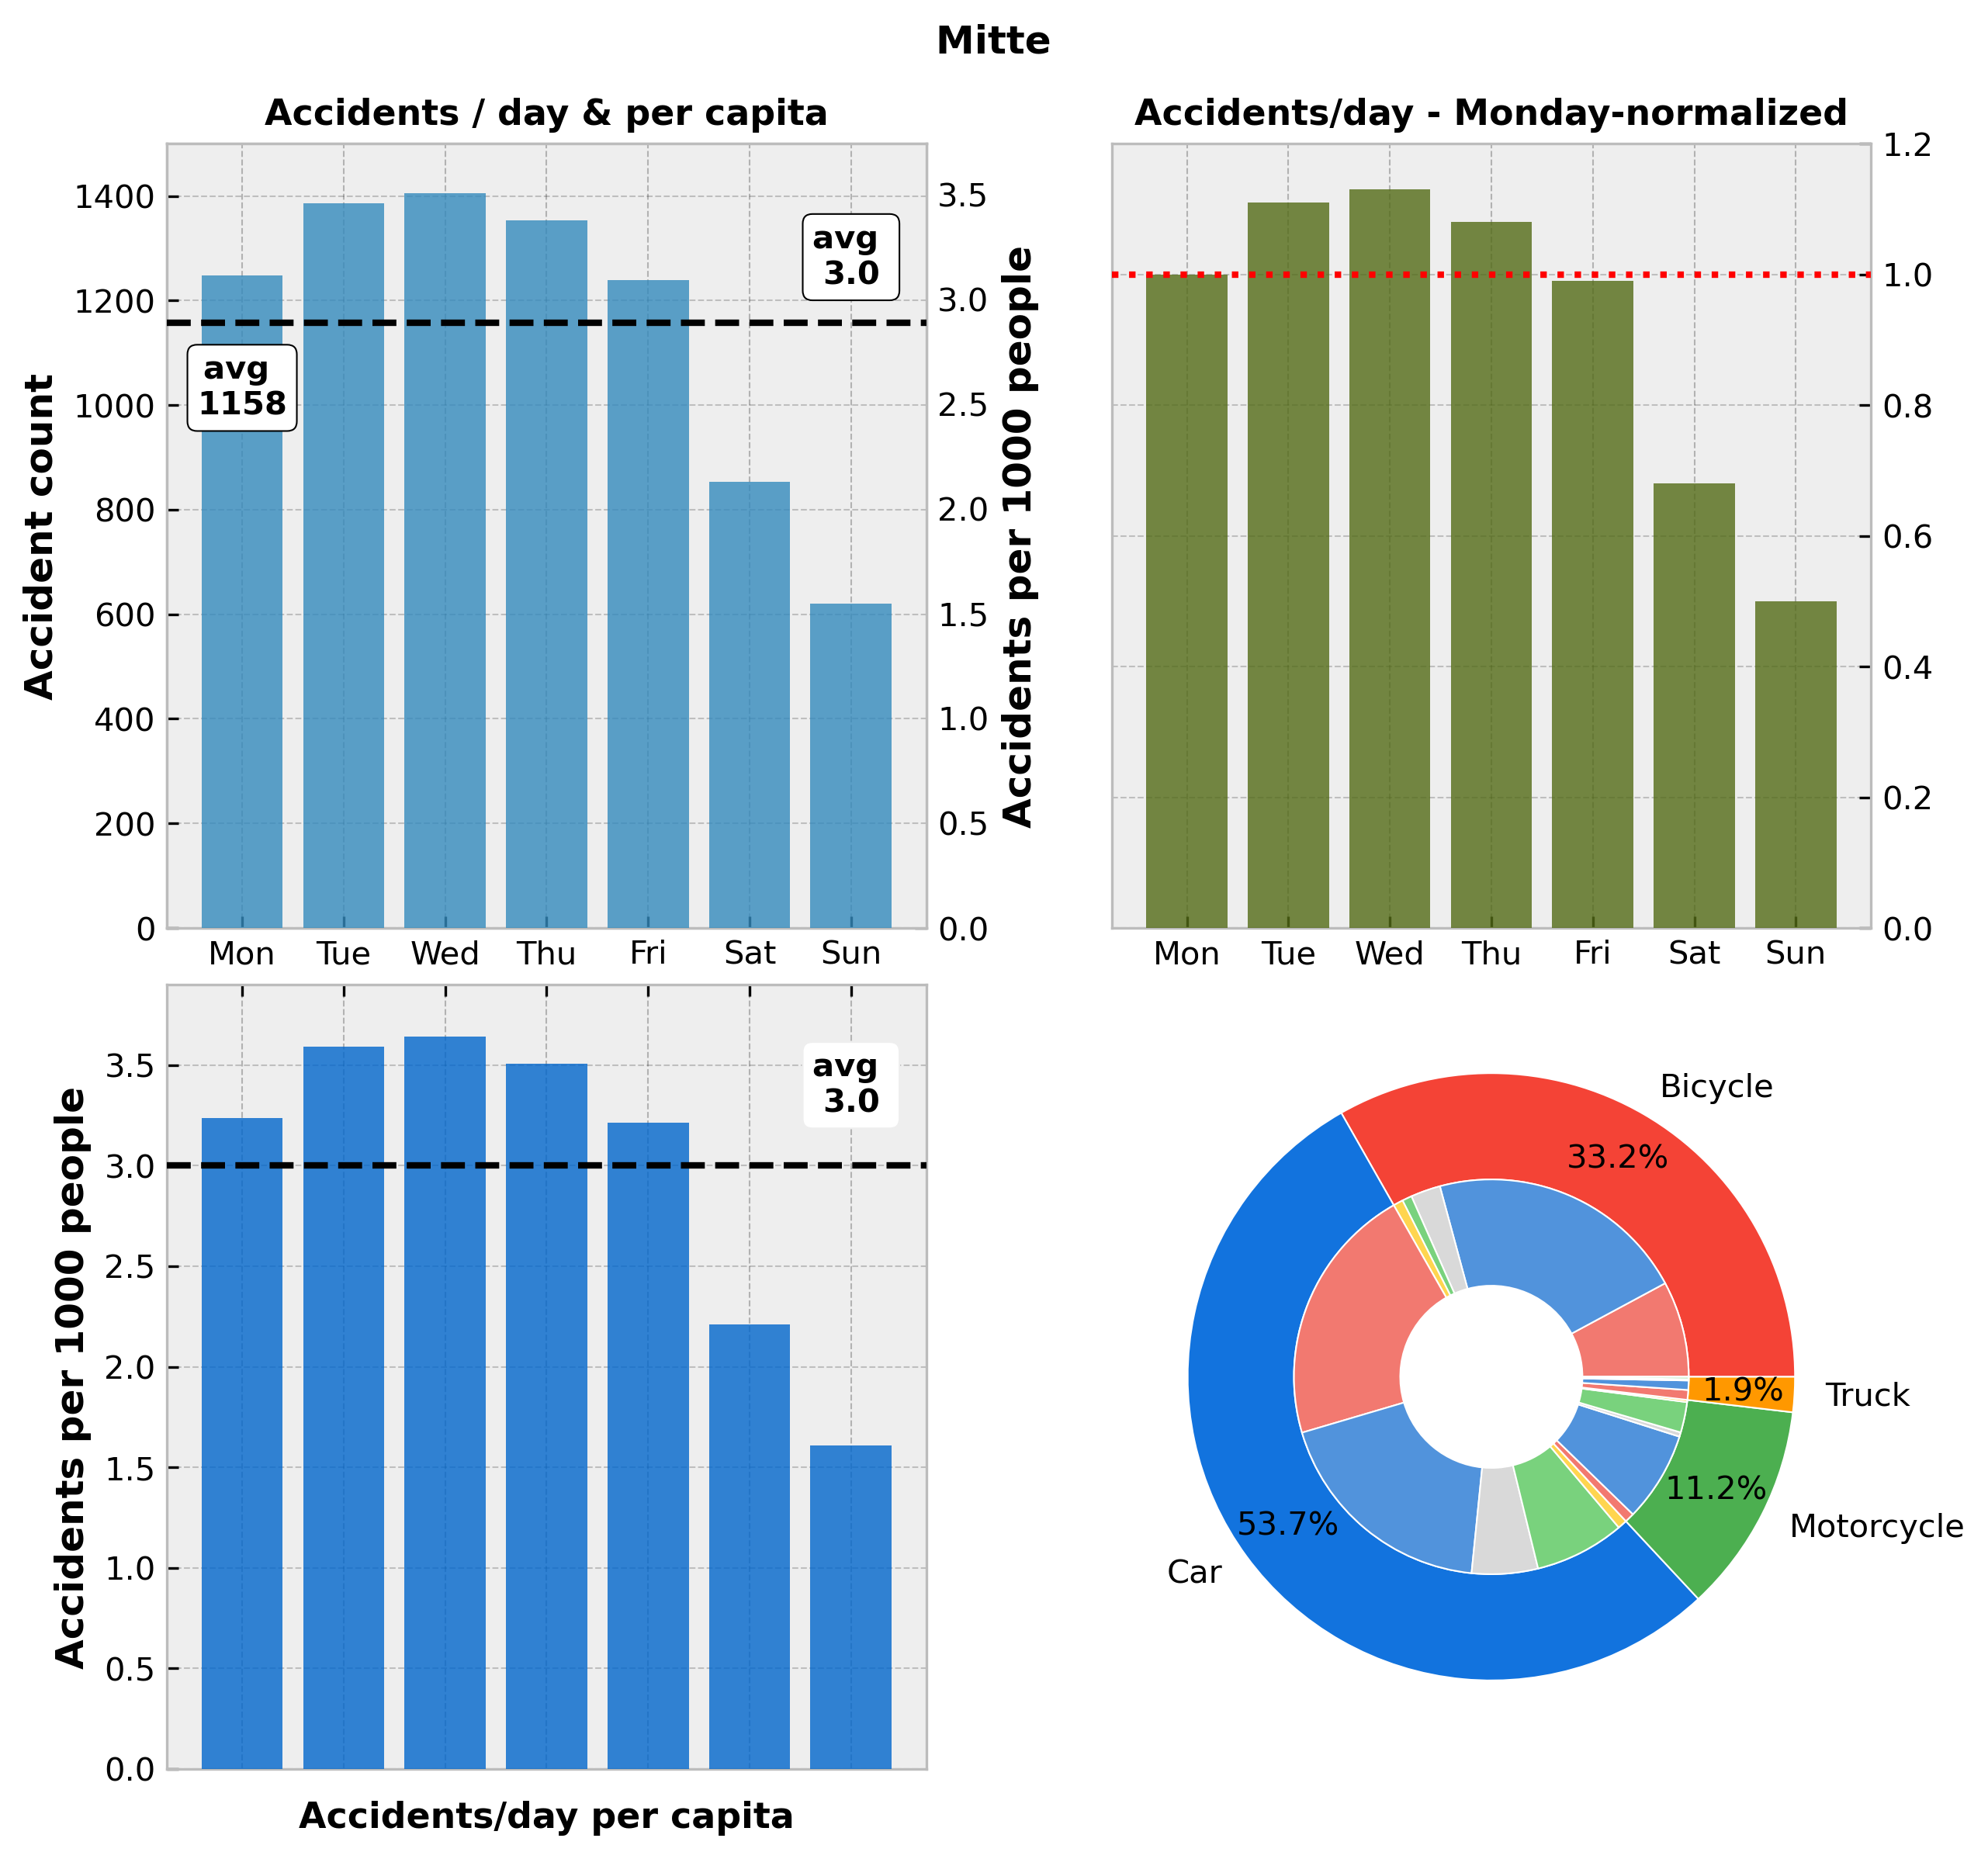 Mitte
Accidents / day & per capita
Accident count
1400
1200
1000
800
600
400
200
0
avg
1158
avg
3.0
3.5
3.0
2.5
2.0
1.5
1.0
0.5
0.0
Accidents per 1000 people
Mon Tue Wed Thu Fri Sat Sun
Accidents/day - Monday-normalized
1.2
1.0
0.8
0.6
0.4
0.2
0.0
Mon Tue Wed Thu Fri Sat Sun
Accidents per 1000 people
3.5
3.0
2.5
2.0
1.5
1.0
0.5
0.0
avg
3.0
Accidents/day per capita
Bicycle
33.2%
1.9%
Truck
11.2%
Motorcycle
53.7%
Car